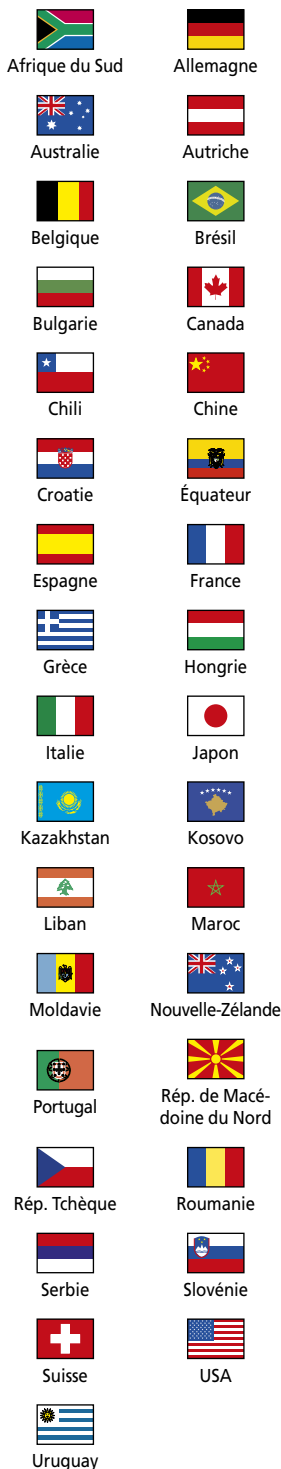 Afrique du Sud
Allemagne
Australie
Autriche
Belgique
Brésil
Bulgarie
Canada
Chili
Chine
Croatie
Équateur
Espagne
France
Grèce
Hongrie
Italie
Japon
Kazakhstan
Kosovo
Liban
Maroc
Moldavie
Nouvelle-Zélande
Portugal
Rép. de Macé-
doine du Nord
Rép. Tchèque
Roumanie
Serbie
Slovénie
Suisse
USA
Uruguay